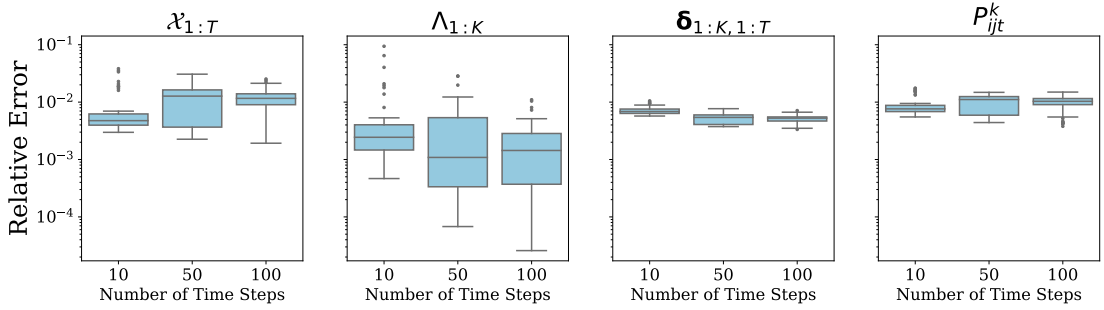 𝒳₁:T
Λ₁:K
δ₁:K, ₁:T
Pᵏᵢⱼₜ
Relative Error
10⁻¹
10⁻²
10⁻³
10⁻⁴
10 50 100
Number of Time Steps
10 50 100
Number of Time Steps
10 50 100
Number of Time Steps
10 50 100
Number of Time Steps